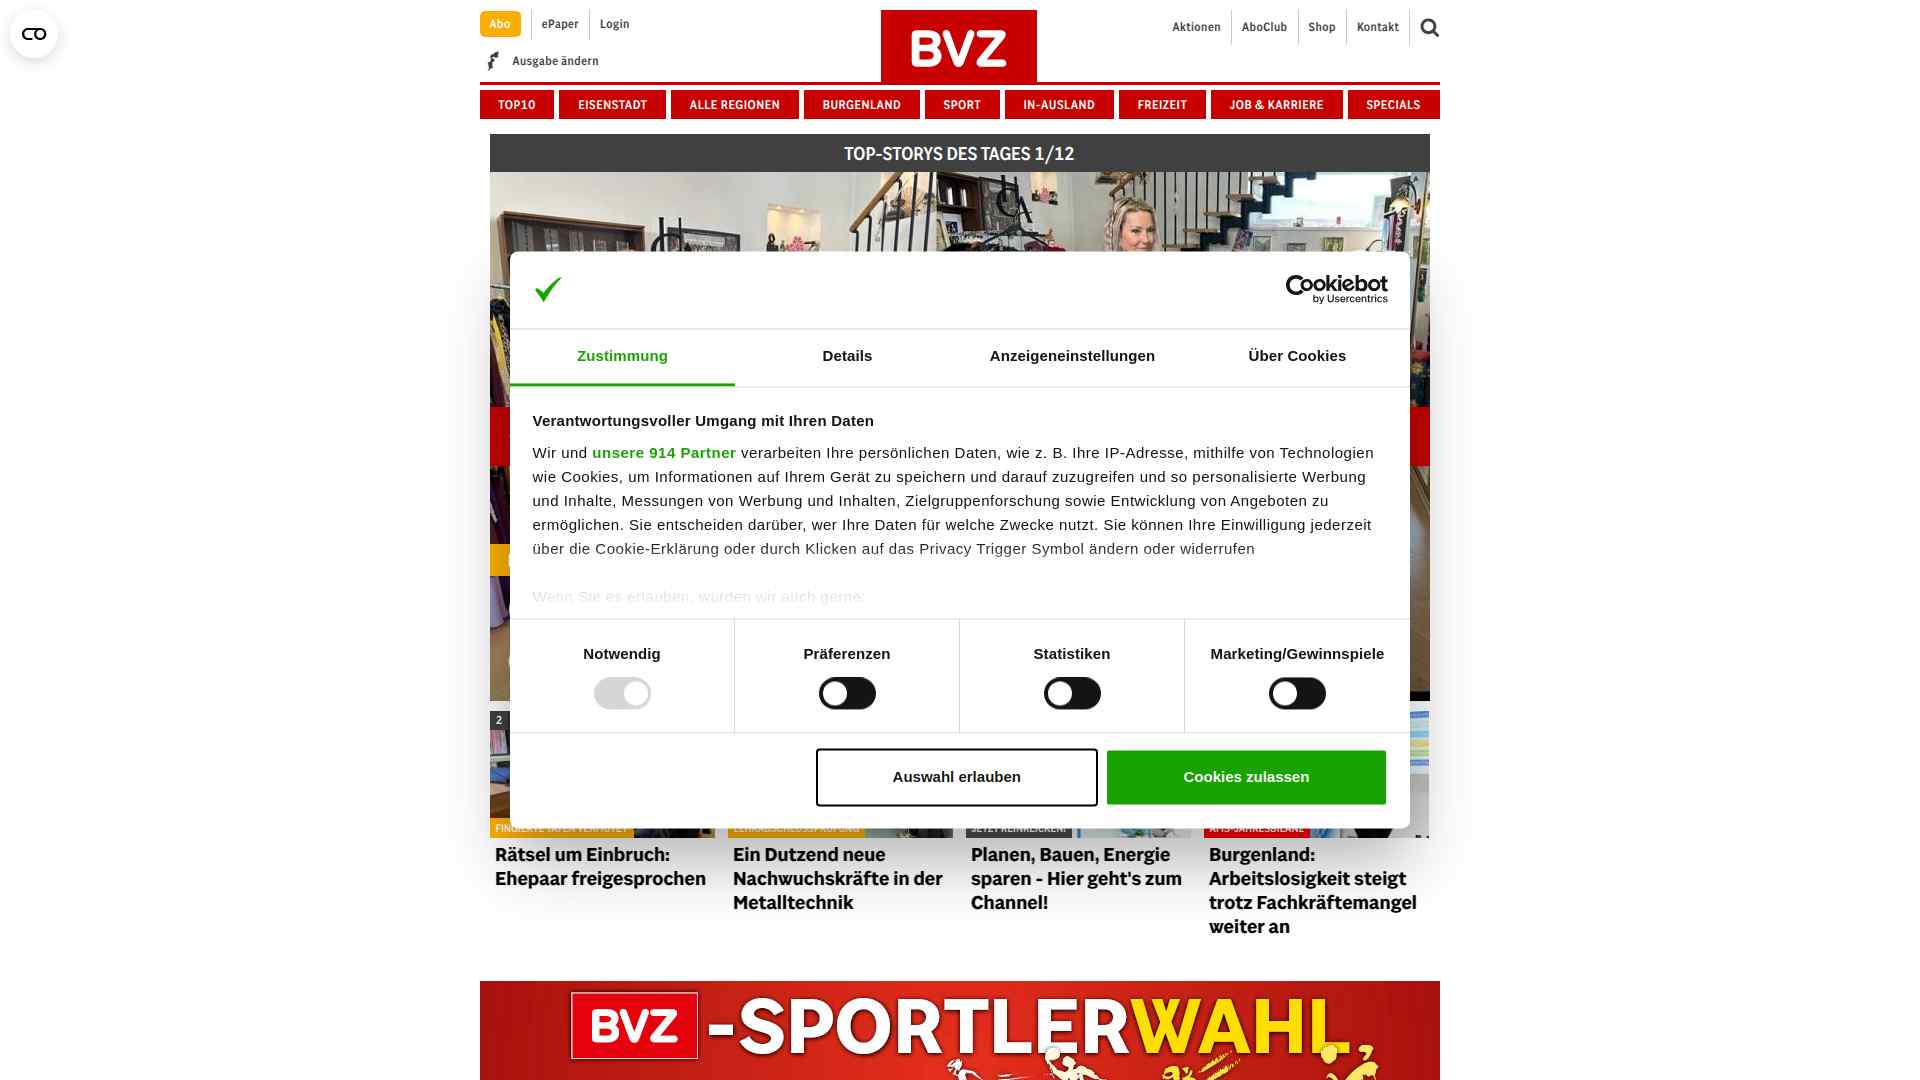 Abo
ePaper
Login
Aktionen
AboClub
Shop
Kontakt
Ausgabe ändern
BVZ
TOP10
EISENSTADT
ALLE REGIONEN
BURGENLAND
SPORT
IN-AUSLAND
FREIZEIT
JOB & KARRIERE
SPECIALS
TOP-STORYS DES TAGES 1/12
Cookiebot
by Usercentrics
Zustimmung
Details
Anzeigeneinstellungen
Über Cookies
Verantwortungsvoller Umgang mit Ihren Daten
Wir und unsere 914 Partner verarbeiten Ihre persönlichen Daten, wie z. B. Ihre IP-Adresse, mithilfe von Technologien
wie Cookies, um Informationen auf Ihrem Gerät zu speichern und darauf zuzugreifen und so personalisierte Werbung
und Inhalte, Messungen von Werbung und Inhalten, Zielgruppenforschung sowie Entwicklung von Angeboten zu
ermöglichen. Sie entscheiden darüber, wer Ihre Daten für welche Zwecke nutzt. Sie können Ihre Einwilligung jederzeit
über die Cookie-Erklärung oder durch Klicken auf das Privacy Trigger Symbol ändern oder widerrufen
Wenn Sie es erlauben, würden wir auch gerne:
Notwendig
Präferenzen
Statistiken
Marketing/Gewinnspiele
Auswahl erlauben
Cookies zulassen
2
FINGIERTE TATEN VERMUTET
LEHRABSCHLUSSPRÜFUNG
JETZT REINKLICKEN!
AMS-JAHRESBILANZ
Rätsel um Einbruch:
Ehepaar freigesprochen
Ein Dutzend neue
Nachwuchskräfte in der
Metalltechnik
Planen, Bauen, Energie
sparen - Hier geht's zum
Channel!
Burgenland:
Arbeitslosigkeit steigt
trotz Fachkräftemangel
weiter an
BVZ -SPORTLERWAHL